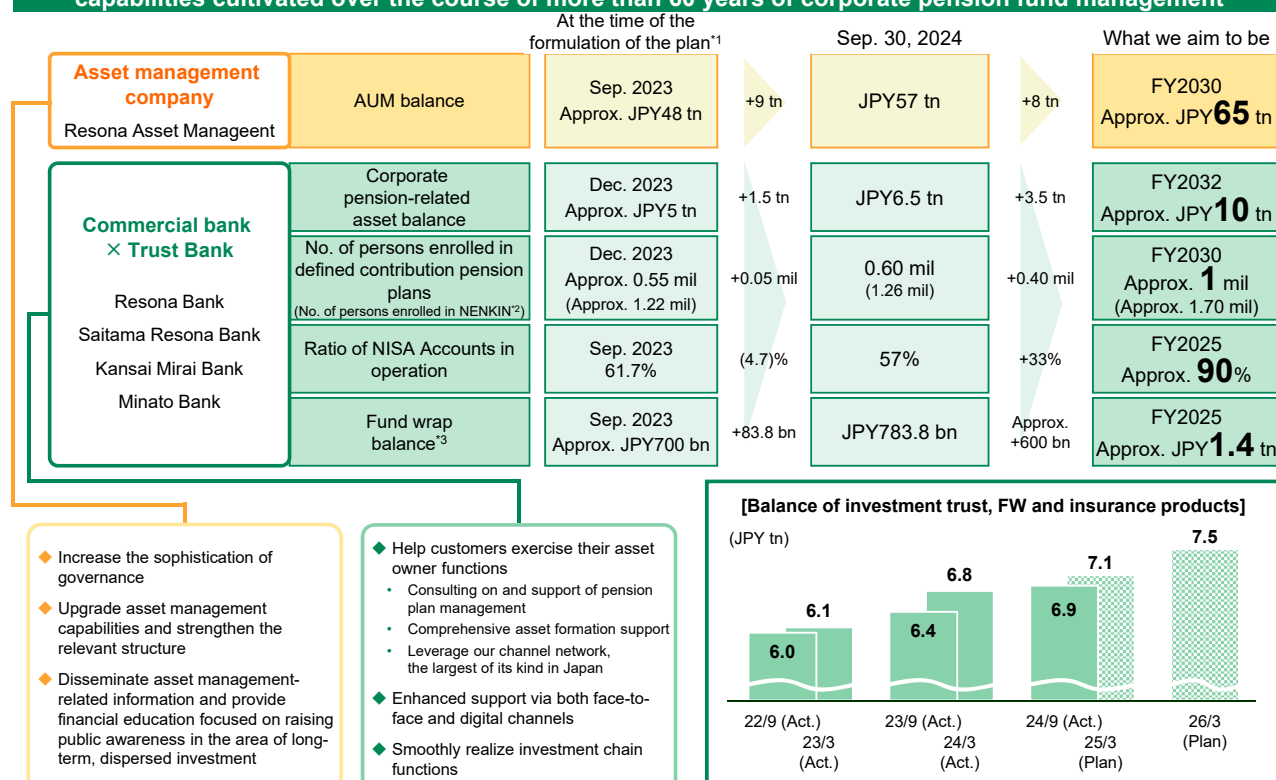 capabilities cultivated over the course of more than 60 years of corporate pension fund management
At the time of the
formulation of the plan*1
Sep. 30, 2024
What we aim to be
Asset management
company
Resona Asset Manageent
AUM balance
Sep. 2023
Approx. JPY48 tn
+9 tn
JPY57 tn
+8 tn
FY2030
Approx. JPY65 tn
Commercial bank
× Trust Bank
Resona Bank
Saitama Resona Bank
Kansai Mirai Bank
Minato Bank
Corporate
pension-related
asset balance
Dec. 2023
Approx. JPY5 tn
+1.5 tn
JPY6.5 tn
+3.5 tn
FY2032
Approx. JPY10 tn
No. of persons enrolled in
defined contribution pension
plans
(No. of persons enrolled in NENKIN*2)
Dec. 2023
Approx. 0.55 mil
(Approx. 1.22 mil)
+0.05 mil
0.60 mil
(1.26 mil)
+0.40 mil
FY2030
Approx. 1 mil
(Approx. 1.70 mil)
Ratio of NISA Accounts in
operation
Sep. 2023
61.7%
(4.7)%
57%
+33%
FY2025
Approx. 90%
Fund wrap
balance*3
Sep. 2023
Approx. JPY700 bn
+83.8 bn
JPY783.8 bn
Approx.
+600 bn
FY2025
Approx. JPY1.4 tn
◆ Increase the sophistication of
governance
◆ Upgrade asset management
capabilities and strengthen the
relevant structure
◆ Disseminate asset management-
related information and provide
financial education focused on raising
public awareness in the area of long-
term, dispersed investment
◆ Help customers exercise their asset
owner functions
• Consulting on and support of pension
plan management
• Comprehensive asset formation support
• Leverage our channel network,
the largest of its kind in Japan
◆ Enhanced support via both face-to-
face and digital channels
◆ Smoothly realize investment chain
functions
[Balance of investment trust, FW and insurance products]
(JPY tn)
6.0
6.1
6.4
6.8
6.9
7.1
7.5
22/9 (Act.)
23/3
(Act.)
23/9 (Act.)
24/3
(Act.)
24/9 (Act.)
25/3
(Plan)
26/3
(Plan)